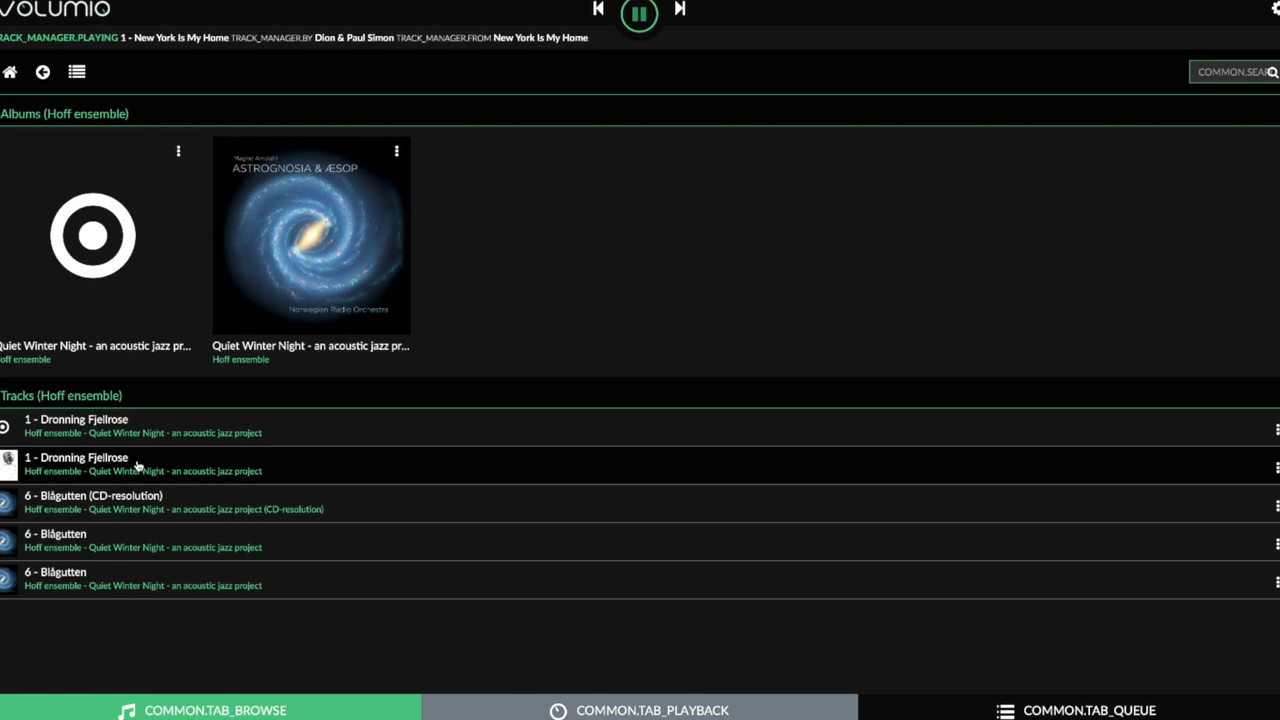 VOLUMIO
RACK_MANAGER.PLAYING 1 - New York Is My Home TRACK_MANAGER.BY Dion & Paul Simon TRACK_MANAGER.FROM New York Is My Home
COMMON.SEAR
Albums (Hoff ensemble)
Magne Amdahl
ASTROGNOSIA & ÆSOP
Norwegian Radio Orchestra
Quiet Winter Night - an acoustic jazz pr...
Hoff ensemble
Quiet Winter Night - an acoustic jazz pr...
Hoff ensemble
Tracks (Hoff ensemble)
1 - Dronning Fjellrose
Hoff ensemble - Quiet Winter Night - an acoustic jazz project
1 - Dronning Fjellrose
Hoff ensemble - Quiet Winter Night - an acoustic jazz project
6 - Blågutten (CD-resolution)
Hoff ensemble - Quiet Winter Night - an acoustic jazz project (CD-resolution)
6 - Blågutten
Hoff ensemble - Quiet Winter Night - an acoustic jazz project
6 - Blågutten
Hoff ensemble - Quiet Winter Night - an acoustic jazz project
COMMON.TAB_BROWSE
COMMON.TAB_PLAYBACK
COMMON.TAB_QUEUE